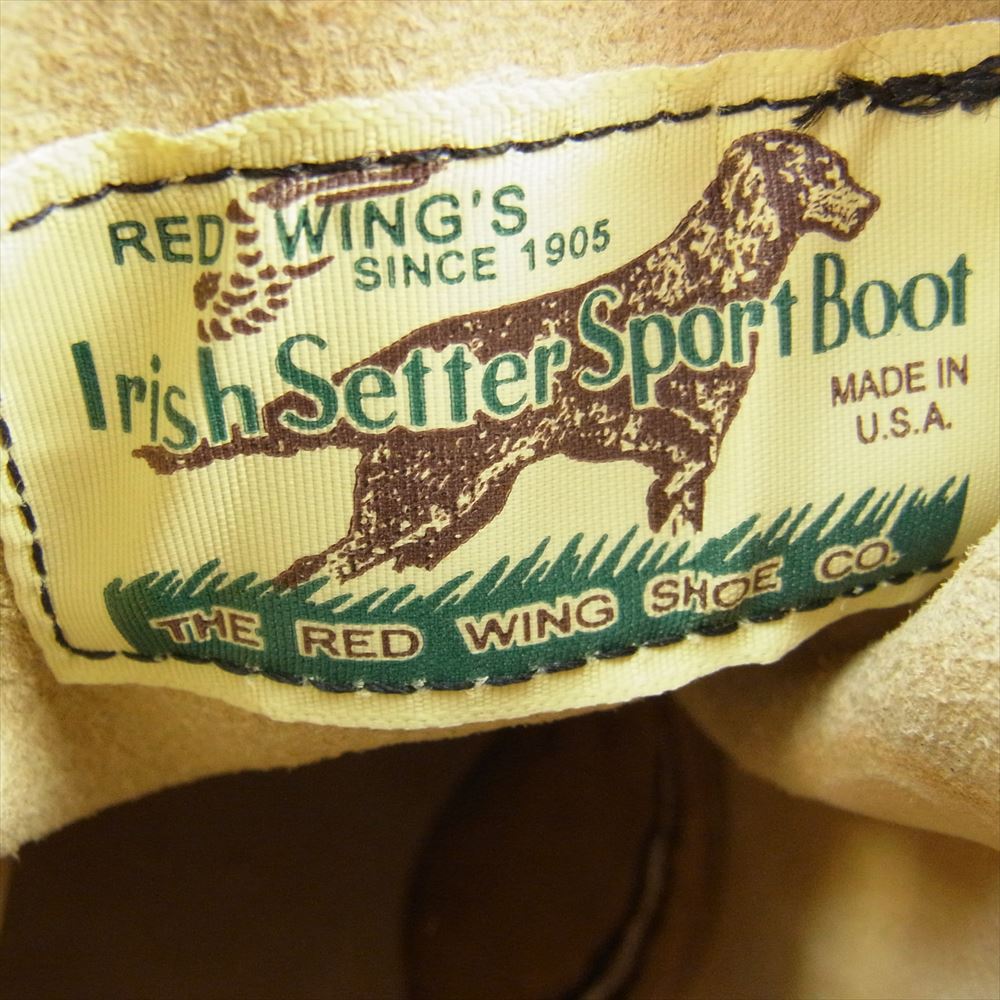 RED WING'S
SINCE 1905
Irish Setter Sport Boot
MADE IN
U.S.A.
THE RED WING SHOE CO.